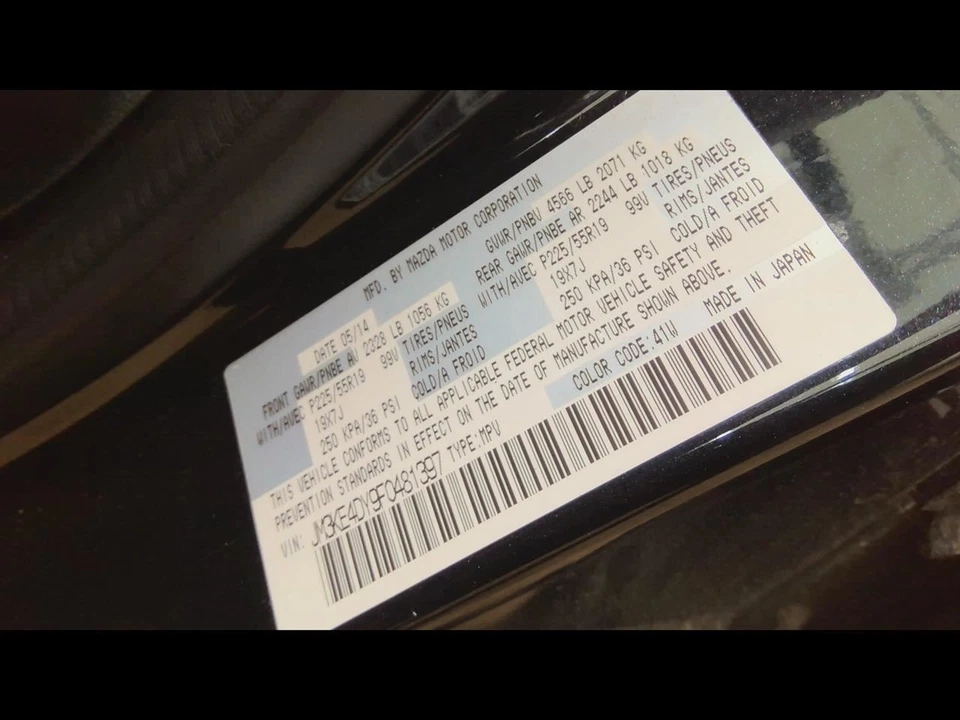 MFD. BY MAZDA MOTOR CORPORATION
DATE 05/14 GVWR/PNBV 4566 LB 2071 KG
FRONT GAWR/PNBE AV 2328 LB 1056 KG REAR GAWR/PNBE AR 2244 LB 1018 KG
WITH/AVEC P225/55R19 99V TIRES/PNEUS WITH/AVEC P225/55R19 99V TIRES/PNEUS
19X7J RIMS/JANTES 19X7J RIMS/JANTES
250 KPA/36 PSI COLD/A FROID 250 KPA/36 PSI COLD/A FROID
THIS VEHICLE CONFORMS TO ALL APPLICABLE FEDERAL MOTOR VEHICLE SAFETY AND THEFT
PREVENTION STANDARDS IN EFFECT ON THE DATE OF MANUFACTURE SHOWN ABOVE.
VIN: JM3KE4DY9F0481397 TYPE:MPV COLOR CODE:41W MADE IN JAPAN